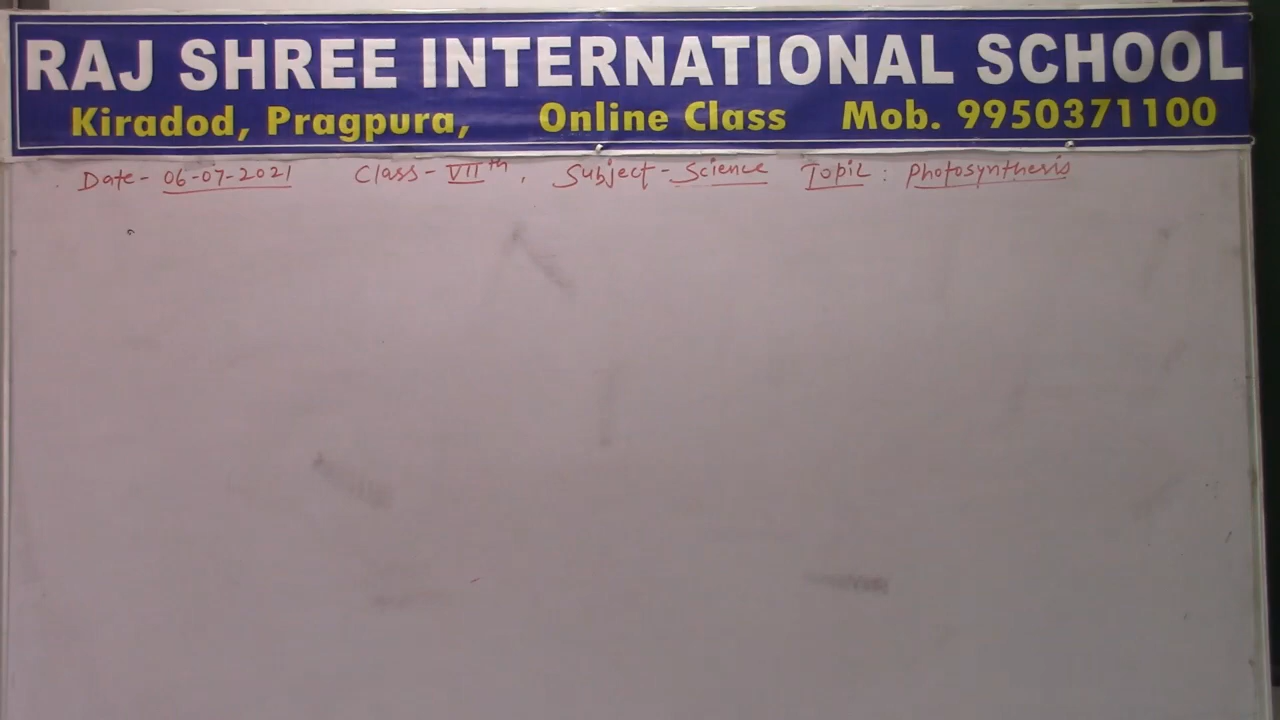 RAJ SHREE INTERNATIONAL SCHOOL
Kiradod, Pragpura, Online Class Mob. 9950371100
Date- 06-07-2021 Class- VIIth, Subject- Science Topic: Photosynthesis